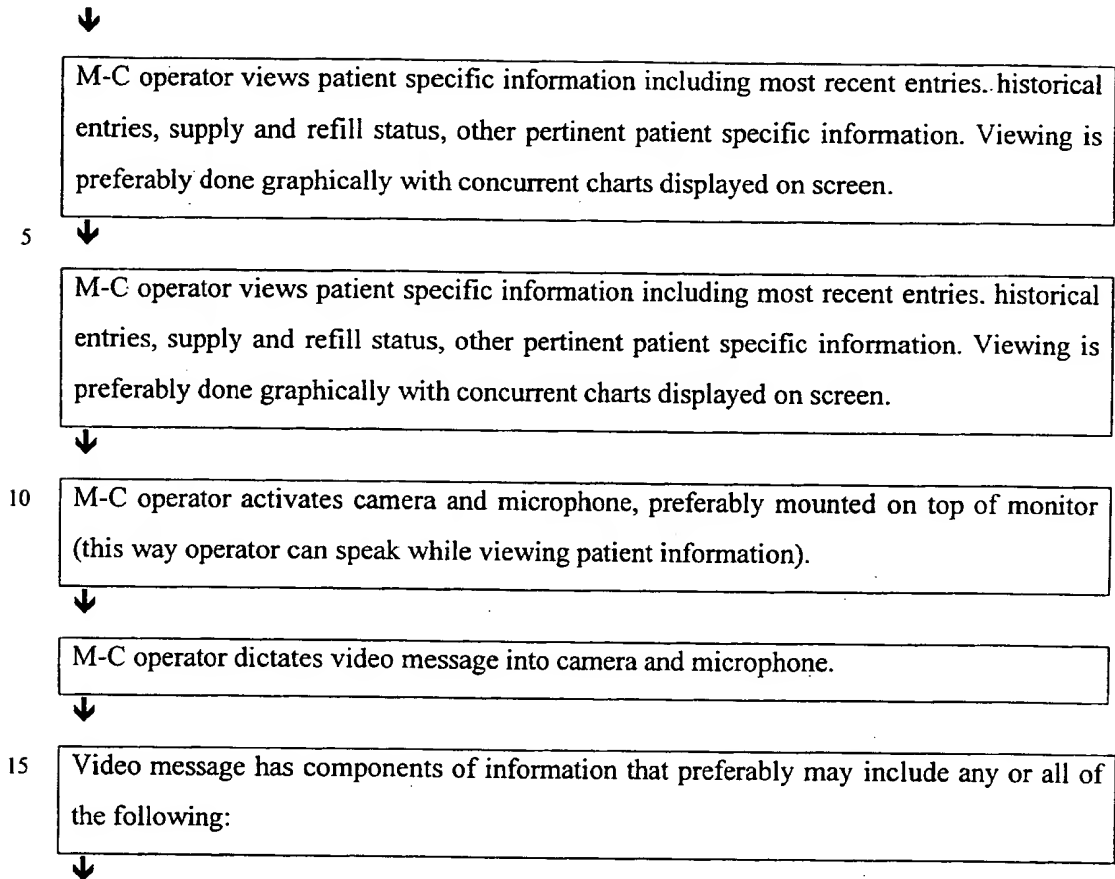 ↓
M-C operator views patient specific information including most recent entries. historical
entries, supply and refill status, other pertinent patient specific information. Viewing is
preferably done graphically with concurrent charts displayed on screen.
5 ↓
M-C operator views patient specific information including most recent entries. historical
entries, supply and refill status, other pertinent patient specific information. Viewing is
preferably done graphically with concurrent charts displayed on screen.
↓
10 M-C operator activates camera and microphone, preferably mounted on top of monitor
(this way operator can speak while viewing patient information).
↓
M-C operator dictates video message into camera and microphone.
↓
15 Video message has components of information that preferably may include any or all of
the following:
↓